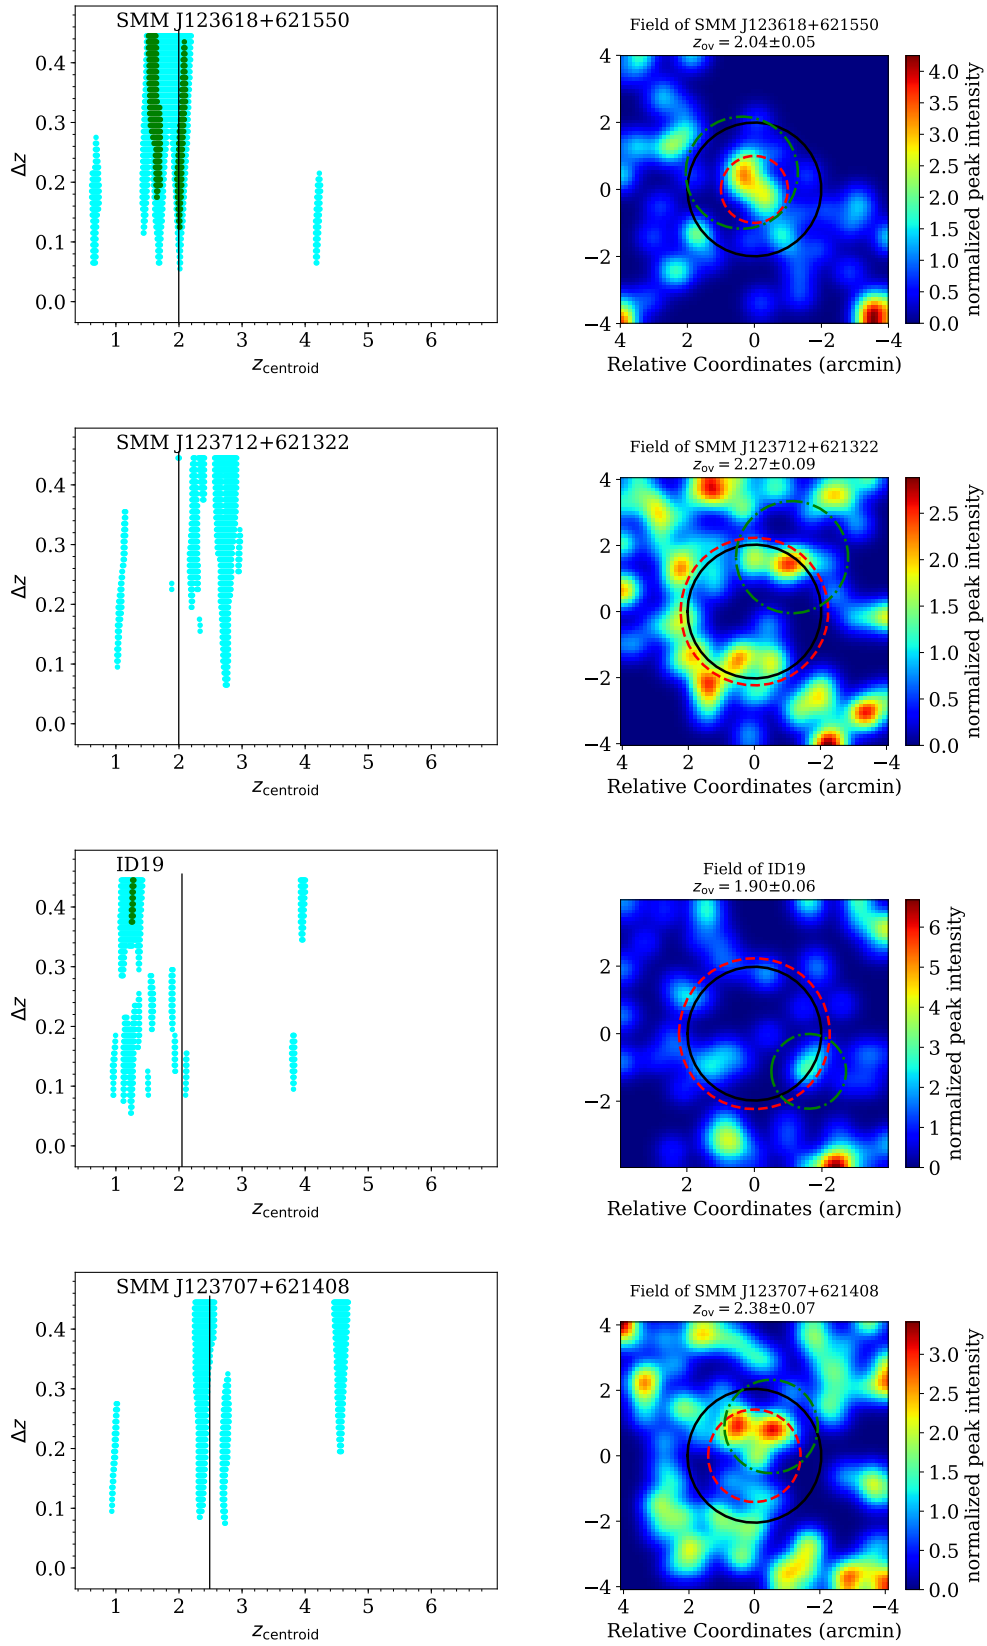 SMM J123618+621550
Δz
0.4
0.3
0.2
0.1
0.0
1 2 3 4 5 6
z_centroid
Field of SMM J123618+621550
z_ov = 2.04±0.05
4
2
0
−2
−4
4 2 0 −2 −4
Relative Coordinates (arcmin)
4.0
3.5
3.0
2.5
2.0
1.5
1.0
0.5
0.0
normalized peak intensity
SMM J123712+621322
Δz
0.4
0.3
0.2
0.1
0.0
1 2 3 4 5 6
z_centroid
Field of SMM J123712+621322
z_ov = 2.27±0.09
4
2
0
−2
−4
4 2 0 −2 −4
Relative Coordinates (arcmin)
2.5
2.0
1.5
1.0
0.5
0.0
normalized peak intensity
ID19
Δz
0.4
0.3
0.2
0.1
0.0
1 2 3 4 5 6
z_centroid
Field of ID19
z_ov = 1.90±0.06
2
0
−2
2 0 −2
Relative Coordinates (arcmin)
6
5
4
3
2
1
0
normalized peak intensity
SMM J123707+621408
Δz
0.4
0.3
0.2
0.1
0.0
1 2 3 4 5 6
z_centroid
Field of SMM J123707+621408
z_ov = 2.38±0.07
4
2
0
−2
−4
4 2 0 −2 −4
Relative Coordinates (arcmin)
3.0
2.5
2.0
1.5
1.0
0.5
0.0
normalized peak intensity